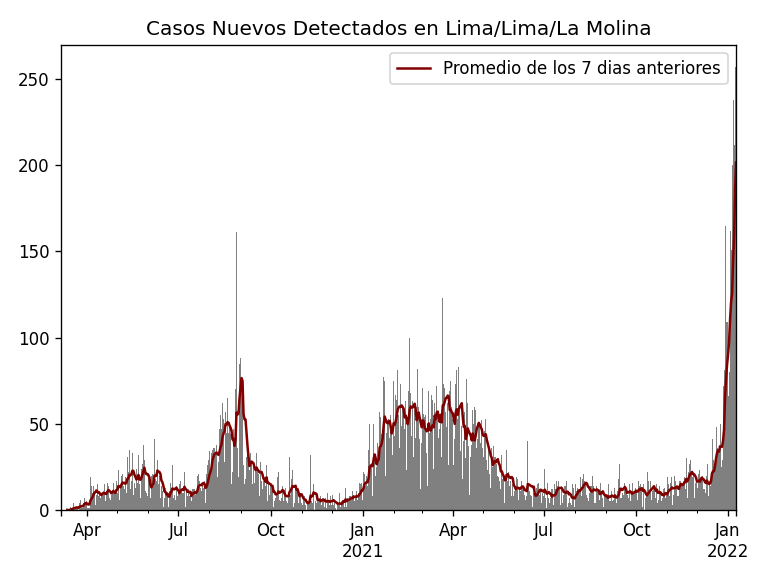 Casos Nuevos Detectados en Lima/Lima/La Molina
Promedio de los 7 dias anteriores
250
200
150
100
50
0
Apr Jul Oct Jan Apr Jul Oct Jan
2021 2022